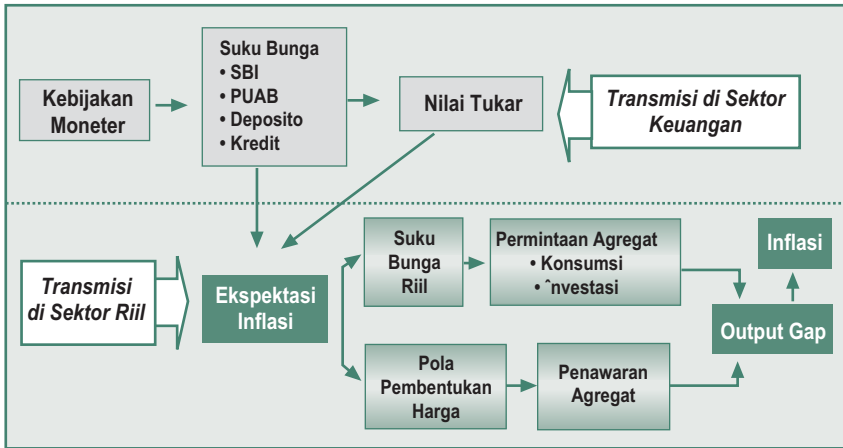 Kebijakan
Moneter
Suku Bunga
• SBI
• PUAB
• Deposito
• Kredit
Nilai Tukar
Transmisi di Sektor
Keuangan
Transmisi
di Sektor Riil
Ekspektasi
Inflasi
Suku
Bunga
Riil
Permintaan Agregat
• Konsumsi
• ˆnvestasi
Pola
Pembentukan
Harga
Penawaran
Agregat
Inflasi
Output Gap